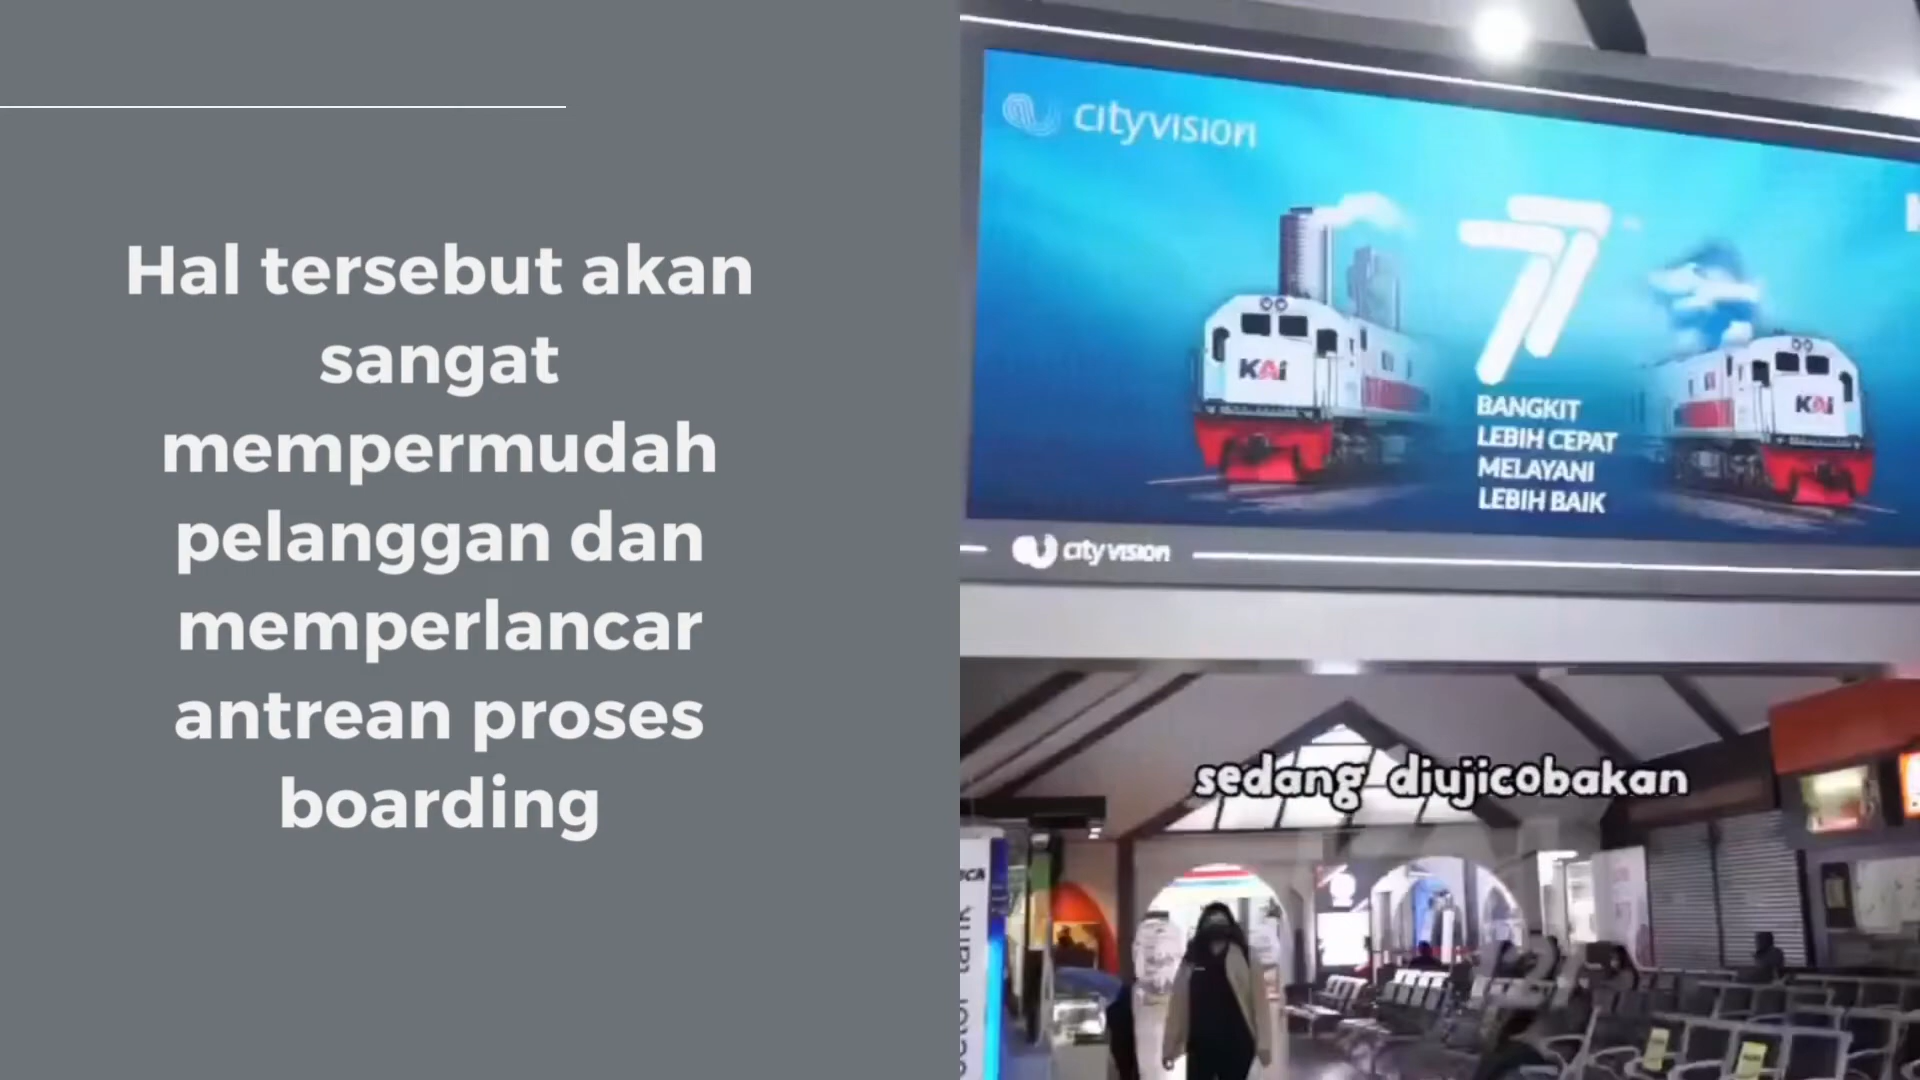 Hal tersebut akan
sangat
mempermudah
pelanggan dan
memperlancar
antrean proses
boarding
cityvision
77
KAI
KAI
BANGKIT
LEBIH CEPAT
MELAYANI
LEBIH BAIK
cityvision
sedang diujicobakan